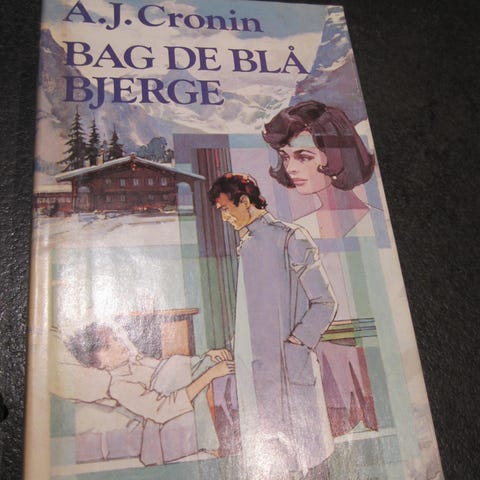 A.J. Cronin
BAG DE BLÅ
BJERGE